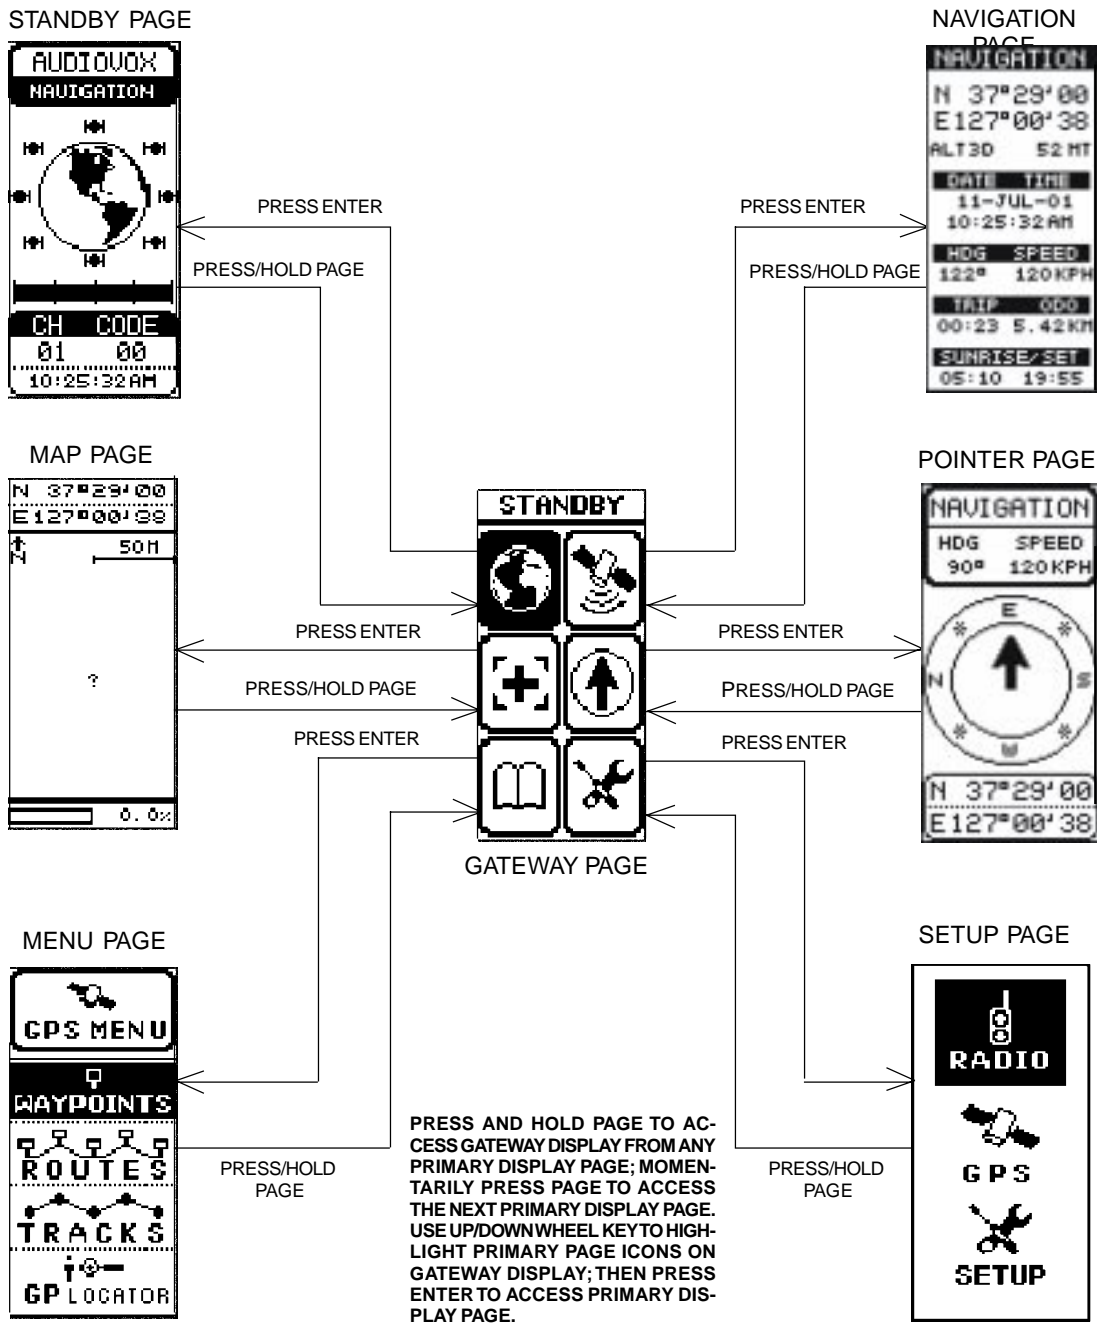 STANDBY PAGE
AUDIOVOX
NAVIGATION
CH CODE
01 00
10:25:32AM
NAVIGATION
PAGE
NAVIGATION
N 37°29'00
E127°00'38
ALT3D 52 MT
DATE TIME
11-JUL-01
10:25:32AM
HDG SPEED
122° 120KPH
TRIP ODO
00:23 5.42KM
SUNRISE/SET
05:10 19:55
PRESS ENTER
PRESS/HOLD PAGE
PRESS ENTER
PRESS/HOLD PAGE
MAP PAGE
N 37°29'00
E127°00'38
N
50M
?
0.0%
STANDBY
GATEWAY PAGE
PRESS ENTER
PRESS/HOLD PAGE
PRESS ENTER
PRESS ENTER
PRESS/HOLD PAGE
PRESS ENTER
POINTER PAGE
NAVIGATION
HDG SPEED
90° 120KPH
E
N S
W
N 37°29'00
E127°00'38
MENU PAGE
GPS MENU
WAYPOINTS
ROUTES
TRACKS
GP LOCATOR
PRESS/HOLD
PAGE
PRESS AND HOLD PAGE TO AC-
CESS GATEWAY DISPLAY FROM ANY
PRIMARY DISPLAY PAGE; MOMEN-
TARILY PRESS PAGE TO ACCESS
THE NEXT PRIMARY DISPLAY PAGE.
USE UP/DOWN WHEEL KEY TO HIGH-
LIGHT PRIMARY PAGE ICONS ON
GATEWAY DISPLAY; THEN PRESS
ENTER TO ACCESS PRIMARY DIS-
PLAY PAGE.
PRESS/HOLD
PAGE
SETUP PAGE
RADIO
GPS
SETUP